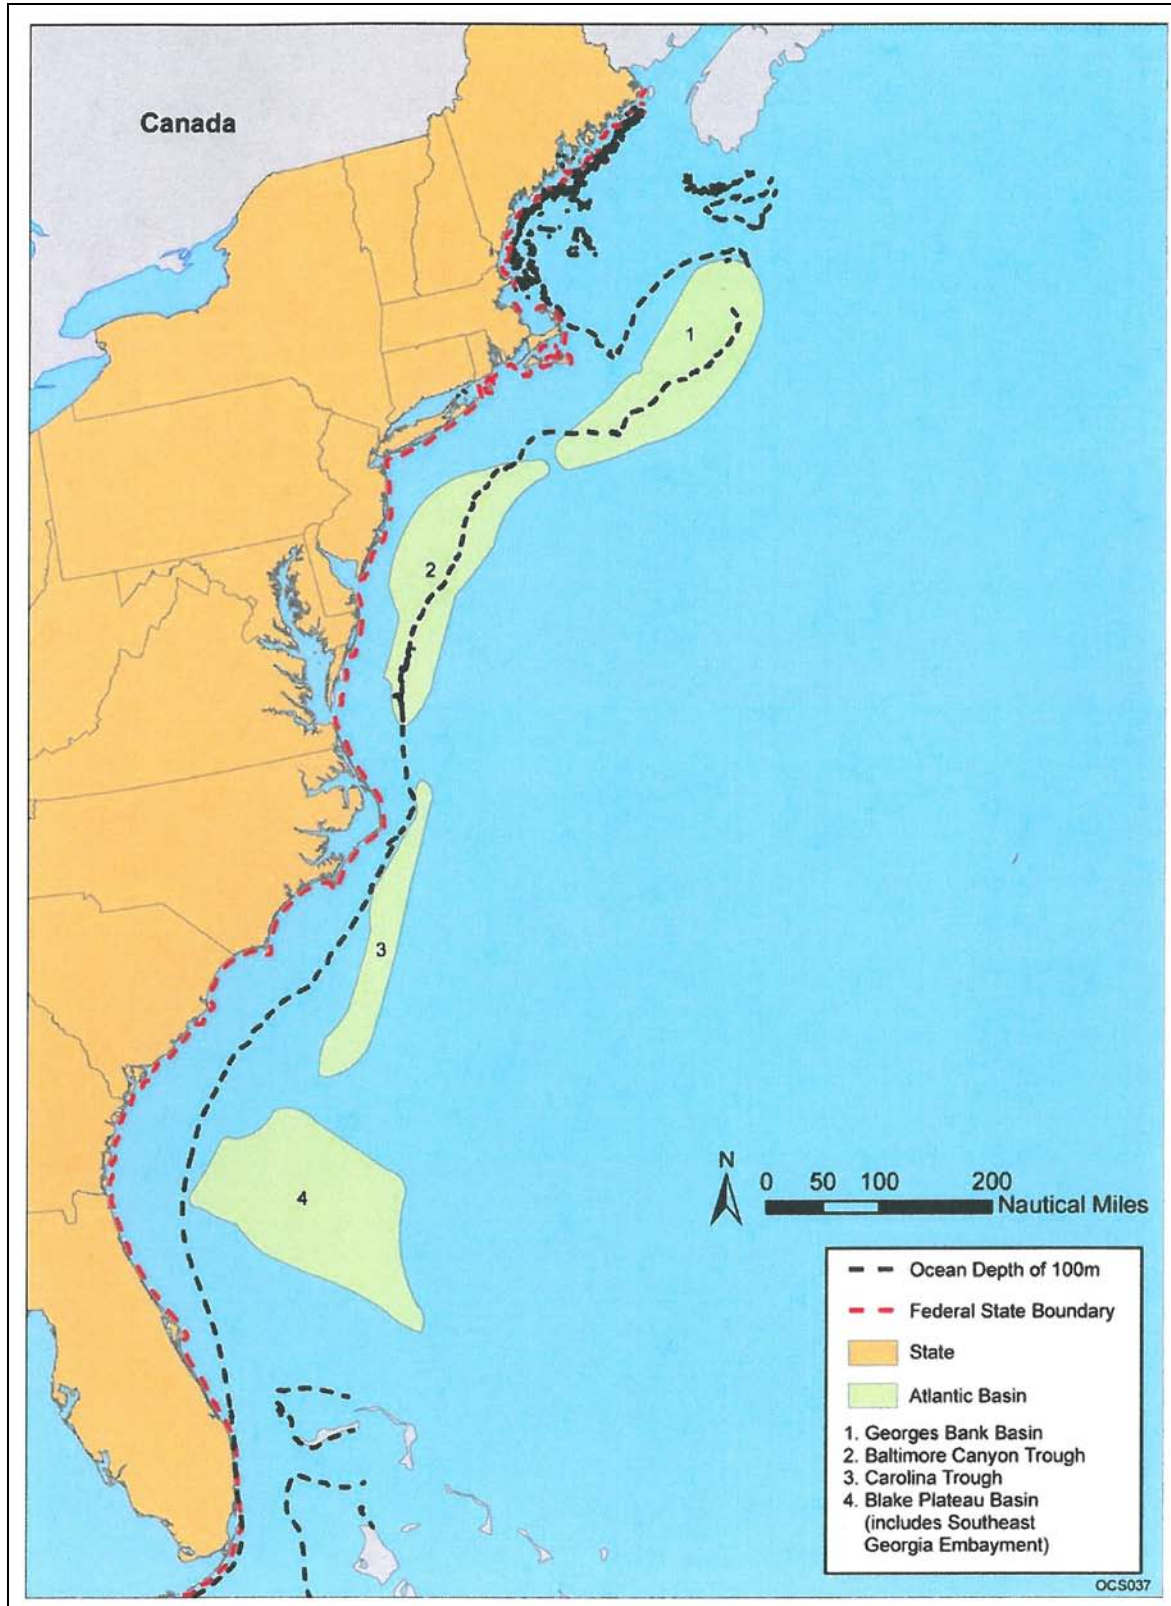 Canada
1
2
3
4
N
0 50 100 200
Nautical Miles
Ocean Depth of 100m
Federal State Boundary
State
Atlantic Basin
1. Georges Bank Basin
2. Baltimore Canyon Trough
3. Carolina Trough
4. Blake Plateau Basin
(includes Southeast
Georgia Embayment)
OCS037